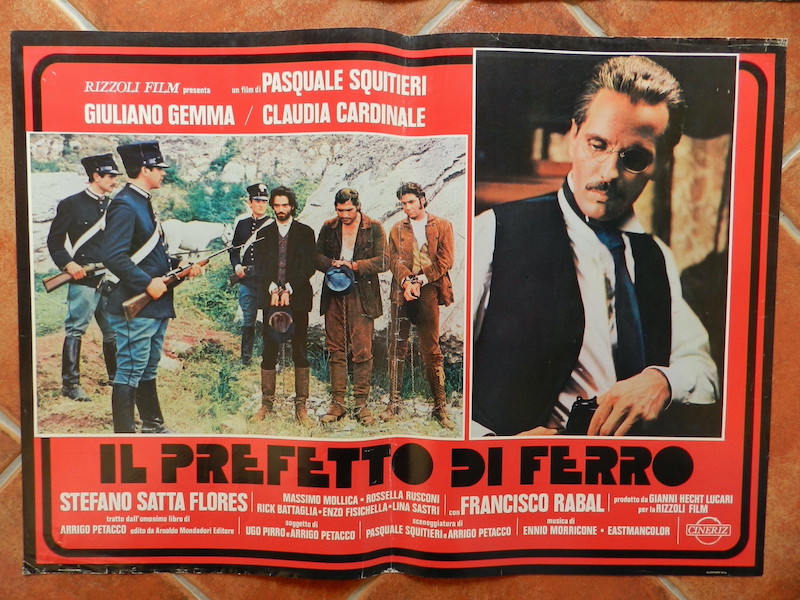 RIZZOLI FILM presenta un film di PASQUALE SQUITIERI
GIULIANO GEMMA / CLAUDIA CARDINALE
IL PREFETTO DI FERRO
STEFANO SATTA FLORES
MASSIMO MOLLICA - ROSSELLA RUSCONI
RICK BATTAGLIA - ENZO FISICHELLA - LINA SASTRI
con FRANCISCO RABAL
prodotto da GIANNI HECHT LUCARI
per la RIZZOLI FILM
tratto dall'omonimo libro di
ARRIGO PETACCO edito da Arnoldo Mondadori Editore
soggetto di
UGO PIRRO e ARRIGO PETACCO
sceneggiatura di
PASQUALE SQUITIERI e ARRIGO PETACCO
musica di
ENNIO MORRICONE - EASTMANCOLOR
CINERIZ